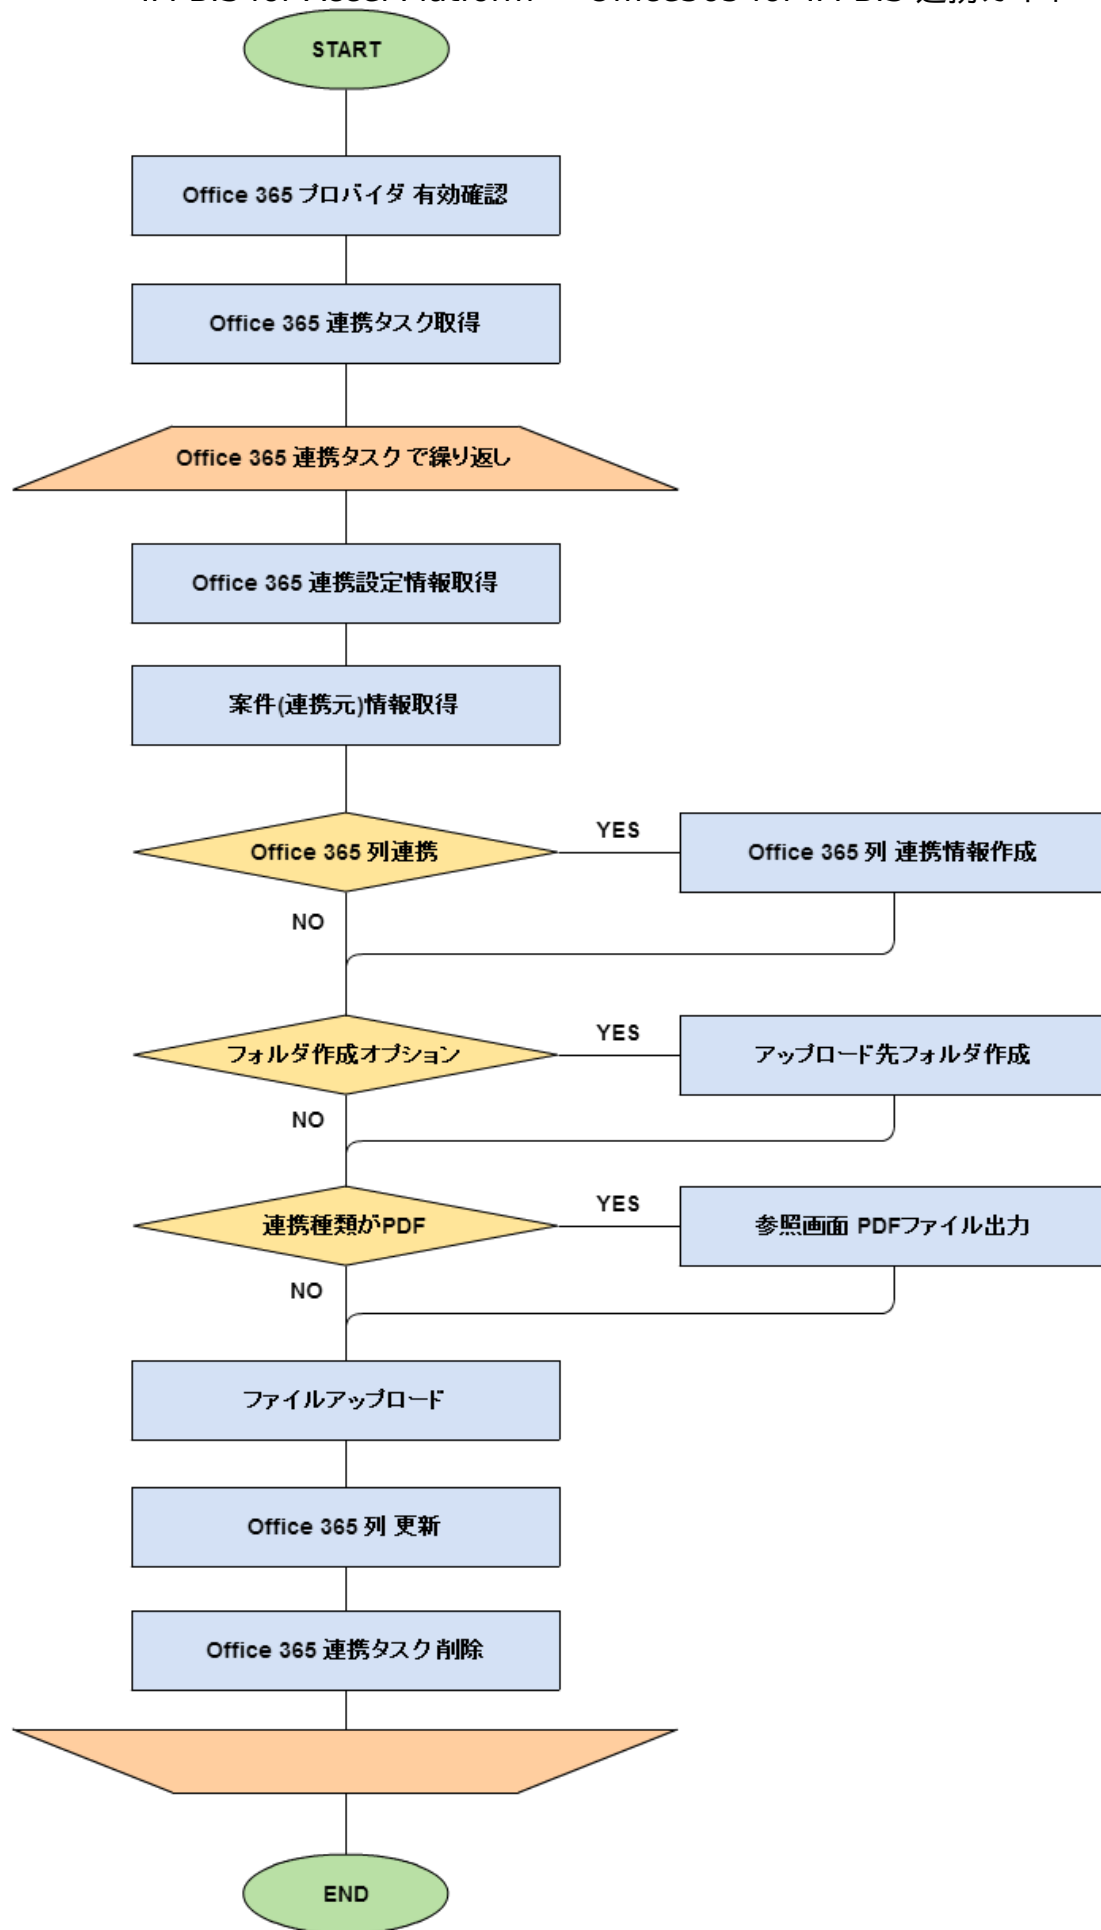 START
Office 365 プロバイダ 有効確認
Office 365 連携タスク取得
Office 365 連携タスク で繰り返し
Office 365 連携設定情報取得
案件(連携元)情報取得
Office 365 列連携
YES
Office 365 列 連携情報作成
NO
フォルダ作成オプション
YES
アップロード先フォルダ作成
NO
連携種類がPDF
YES
参照画面 PDFファイル出力
NO
ファイルアップロード
Office 365 列 更新
Office 365 連携タスク 削除
END